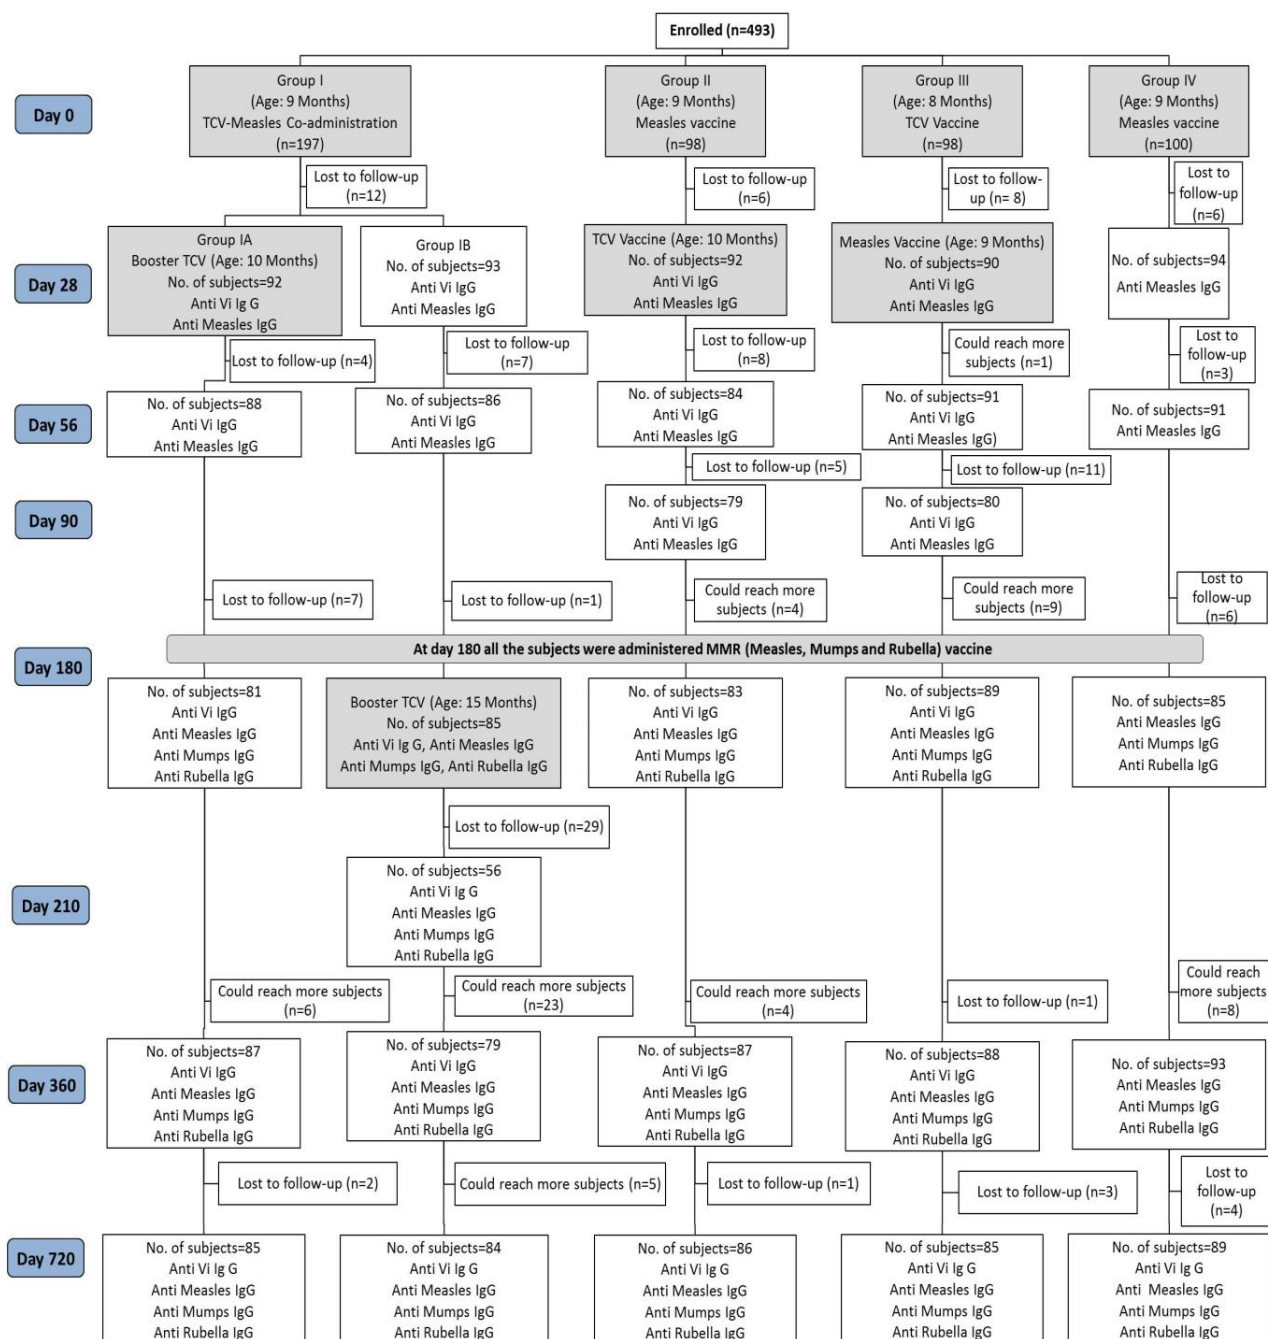 Enrolled (n=493)
Day 0
Group I
(Age: 9 Months)
TCV-Measles Co-administration
(n=197)
Group II
(Age: 9 Months)
Measles vaccine
(n=98)
Group III
(Age: 8 Months)
TCV Vaccine
(n=98)
Group IV
(Age: 9 Months)
Measles vaccine
(n=100)
Lost to follow-up
(n=12)
Lost to follow-up
(n=6)
Lost to follow-
up (n= 8)
Lost to
follow-up
(n=6)
Day 28
Group IA
Booster TCV (Age: 10 Months)
No. of subjects=92
Anti Vi Ig G
Anti Measles IgG
Group IB
No. of subjects=93
Anti Vi IgG
Anti Measles IgG
TCV Vaccine (Age: 10 Months)
No. of subjects=92
Anti Vi IgG
Anti Measles IgG
Measles Vaccine (Age: 9 Months)
No. of subjects=90
Anti Vi IgG
Anti Measles IgG
No. of subjects=94
Anti Measles IgG
Lost to follow-up (n=4)
Lost to follow-up
(n=7)
Lost to follow-up
(n=8)
Could reach more
subjects (n=1)
Lost to
follow-up
(n=3)
Day 56
No. of subjects=88
Anti Vi IgG
Anti Measles IgG
No. of subjects=86
Anti Vi IgG
Anti Measles IgG
No. of subjects=84
Anti Vi IgG
Anti Measles IgG
No. of subjects=91
Anti Vi IgG
Anti Measles IgG)
No. of subjects=91
Anti Measles IgG
Lost to follow-up (n=5)
Lost to follow-up (n=11)
Day 90
No. of subjects=79
Anti Vi IgG
Anti Measles IgG
No. of subjects=80
Anti Vi IgG
Anti Measles IgG
Lost to follow-up (n=7)
Lost to follow-up (n=1)
Could reach more
subjects (n=4)
Could reach more
subjects (n=9)
Lost to
follow-up
(n=6)
At day 180 all the subjects were administered MMR (Measles, Mumps and Rubella) vaccine
Day 180
No. of subjects=81
Anti Vi IgG
Anti Measles IgG
Anti Mumps IgG
Anti Rubella IgG
Booster TCV (Age: 15 Months)
No. of subjects=85
Anti Vi Ig G, Anti Measles IgG
Anti Mumps IgG, Anti Rubella IgG
No. of subjects=83
Anti Vi IgG
Anti Measles IgG
Anti Mumps IgG
Anti Rubella IgG
No. of subjects=89
Anti Vi IgG
Anti Measles IgG
Anti Mumps IgG
Anti Rubella IgG
No. of subjects=85
Anti Measles IgG
Anti Mumps IgG
Anti Rubella IgG
Lost to follow-up (n=29)
Day 210
No. of subjects=56
Anti Vi Ig G
Anti Measles IgG
Anti Mumps IgG
Anti Rubella IgG
Could reach more subjects
(n=6)
Could reach more subjects
(n=23)
Could reach more subjects
(n=4)
Lost to follow-up (n=1)
Could reach
more subjects
(n=8)
Day 360
No. of subjects=87
Anti Vi IgG
Anti Measles IgG
Anti Mumps IgG
Anti Rubella IgG
No. of subjects=79
Anti Vi IgG
Anti Measles IgG
Anti Mumps IgG
Anti Rubella IgG
No. of subjects=87
Anti Vi IgG
Anti Measles IgG
Anti Mumps IgG
Anti Rubella IgG
No. of subjects=88
Anti Vi IgG
Anti Measles IgG
Anti Mumps IgG
Anti Rubella IgG
No. of subjects=93
Anti Measles IgG
Anti Mumps IgG
Anti Rubella IgG
Lost to follow-up (n=2)
Could reach more subjects (n=5)
Lost to follow-up (n=1)
Lost to follow-up (n=3)
Lost to
follow-up
(n=4)
Day 720
No. of subjects=85
Anti Vi Ig G
Anti Measles IgG
Anti Mumps IgG
Anti Rubella IgG
No. of subjects=84
Anti Vi Ig G
Anti Measles IgG
Anti Mumps IgG
Anti Rubella IgG
No. of subjects=86
Anti Vi Ig G
Anti Measles IgG
Anti Mumps IgG
Anti Rubella IgG
No. of subjects=85
Anti Vi Ig G
Anti Measles IgG
Anti Mumps IgG
Anti Rubella IgG
No. of subjects=89
Anti Vi Ig G
Anti  Measles IgG
Anti Mumps IgG
Anti Rubella IgG